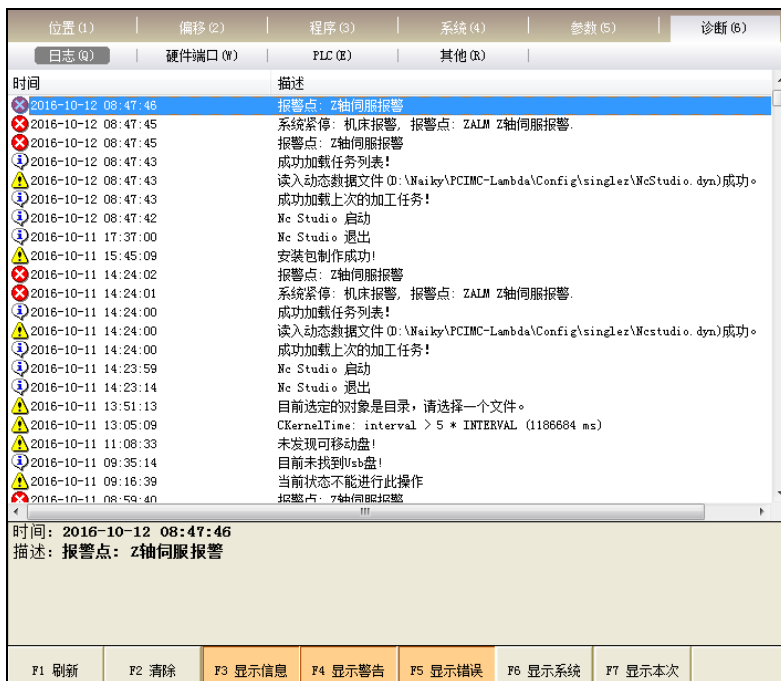 位置(1) 偏移(2) 程序(3) 系统(4) 参数(5) 诊断(6)
日志(Q) 硬件端口(W) PLC(E) 其他(R)
时间 描述
2016-10-12 08:47:46 报警点: Z轴伺服报警
2016-10-12 08:47:45 系统紧停: 机床报警, 报警点: ZALM Z轴伺服报警.
2016-10-12 08:47:45 报警点: Z轴伺服报警
2016-10-12 08:47:43 成功加载任务列表!
2016-10-12 08:47:43 读入动态数据文件(D:\Naiky\PCIMC-Lambda\Config\singlez\NcStudio.dyn)成功。
2016-10-12 08:47:43 成功加载上次的加工任务!
2016-10-12 08:47:42 Nc Studio 启动
2016-10-11 17:37:00 Nc Studio 退出
2016-10-11 15:45:09 安装包制作成功!
2016-10-11 14:24:02 报警点: Z轴伺服报警
2016-10-11 14:24:01 系统紧停: 机床报警, 报警点: ZALM Z轴伺服报警.
2016-10-11 14:24:00 成功加载任务列表!
2016-10-11 14:24:00 读入动态数据文件(D:\Naiky\PCIMC-Lambda\Config\singlez\Ncstudio.dyn)成功。
2016-10-11 14:24:00 成功加载上次的加工任务!
2016-10-11 14:23:59 Nc Studio 启动
2016-10-11 14:23:14 Nc Studio 退出
2016-10-11 13:51:13 目前选定的对象是目录，请选择一个文件。
2016-10-11 13:05:09 CKernelTime: interval > 5 * INTERVAL (1186684 ms)
2016-10-11 11:08:33 未发现可移动盘!
2016-10-11 09:35:14 目前未找到Usb盘!
2016-10-11 09:16:39 当前状态不能进行此操作
2016-10-11 08:59:40 报警点: Z轴伺服报警
时间: 2016-10-12 08:47:46
描述: 报警点: Z轴伺服报警
F1 刷新 F2 清除 F3 显示信息 F4 显示警告 F5 显示错误 F6 显示系统 F7 显示本次